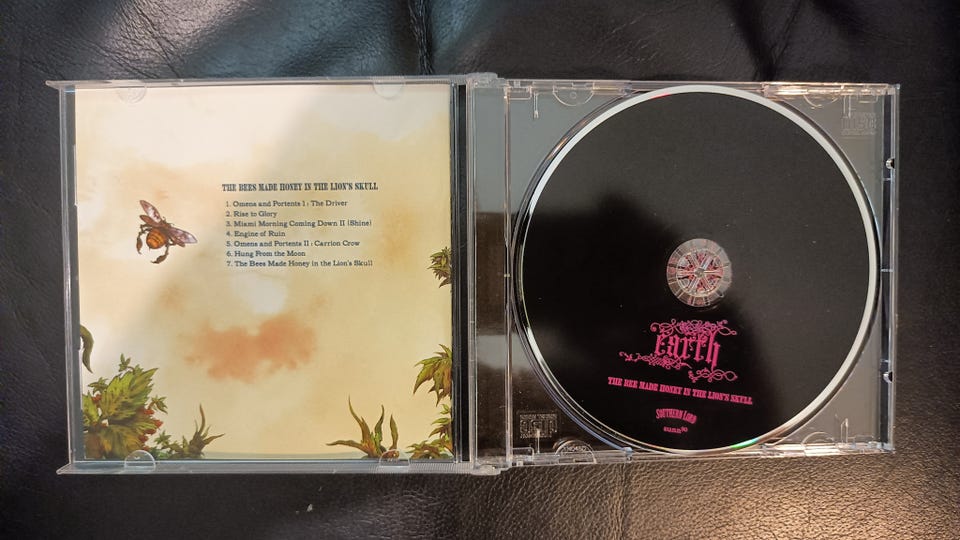 THE BEES MADE HONEY IN THE LION'S SKULL
1. Omens and Portents I : The Driver
2. Rise to Glory
3. Miami Morning Coming Down II (Shine)
4. Engine of Ruin
5. Omens and Portents II : Carrion Crow
6. Hung From the Moon
7. The Bees Made Honey in the Lion's Skull
earth
THE BEE MADE HONEY IN THE LION'S SKULL
SOUTHERN LORD
sunn90